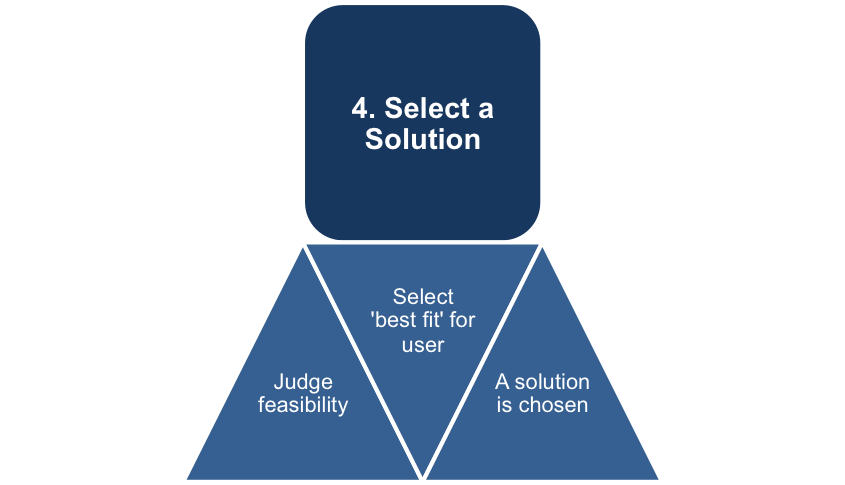 4. Select a
Solution
Select
'best fit' for
user
Judge
feasibility
A solution
is chosen